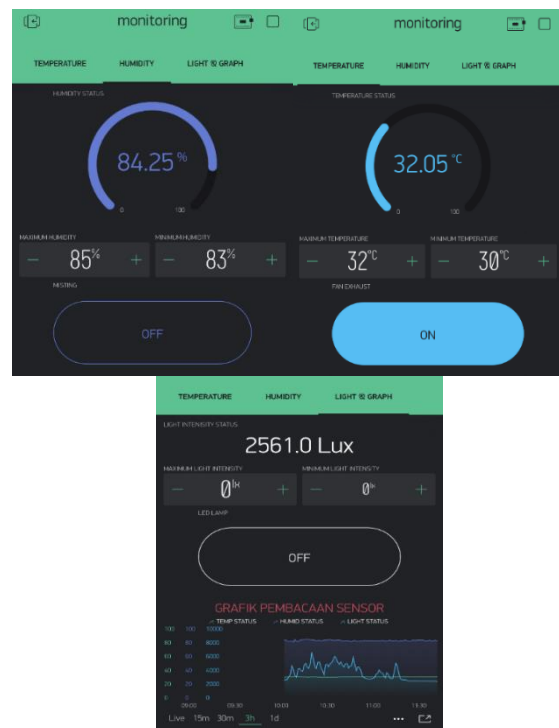 monitoring
TEMPERATURE HUMIDITY LIGHT & GRAPH
HUMIDITY STATUS
84.25 %
0 100
MAXIMUM HUMIDITY MINIMUM HUMIDITY
− 85% + − 83% +
MISTING
OFF
monitoring
TEMPERATURE HUMIDITY LIGHT & GRAPH
TEMPERATURE STATUS
32.05 °C
0 100
MAXIMUM TEMPERATURE MINIMUM TEMPERATURE
− 32°C + − 30°C +
FAN EXHAUST
ON
TEMPERATURE HUMIDITY LIGHT & GRAPH
LIGHT INTENSITY STATUS
2561.0 Lux
MAXIMUM LIGHT INTENSITY MINIMUM LIGHT INTENSITY
− 0lx + − 0lx +
LED LAMP
OFF
GRAFIK PEMBACAAN SENSOR
TEMP STATUS HUMID STATUS LIGHT STATUS
100 100 10000
80 80 8000
60 60 6000
40 40 4000
20 20 2000
0 0 0
09:00 09:30 10:00 10:30 11:00 11:30
Live 15m 30m 3h 1d